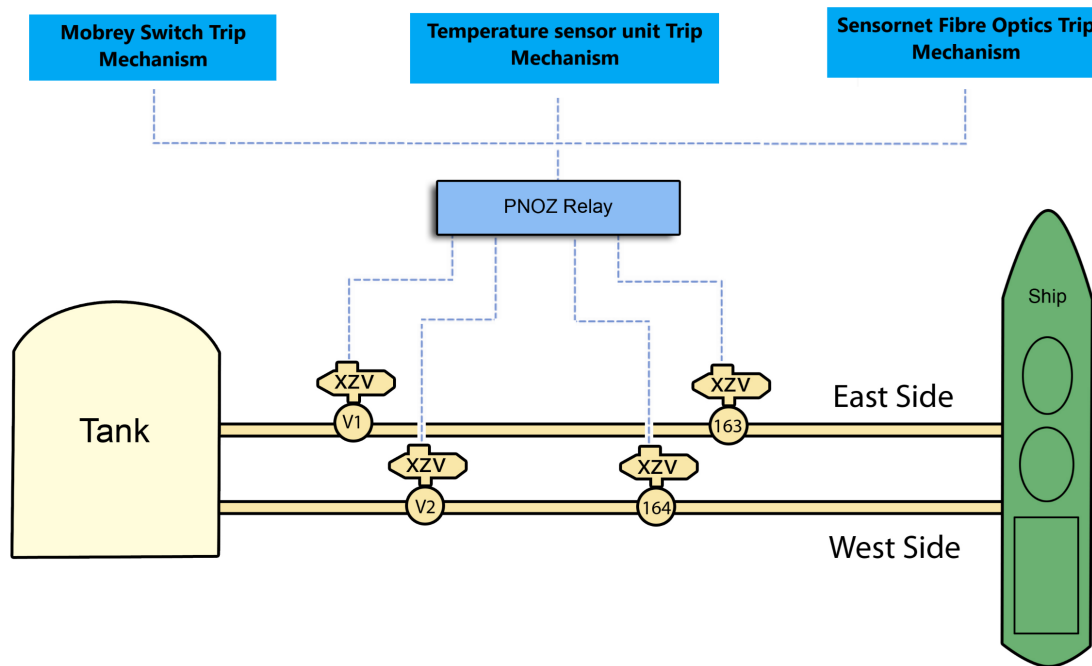 Mobrey Switch Trip
Mechanism
Temperature sensor unit Trip
Mechanism
Sensornet Fibre Optics Trip
Mechanism
PNOZ Relay
Ship
XZV
XZV
V1
163
East Side
Tank
XZV
XZV
V2
164
West Side